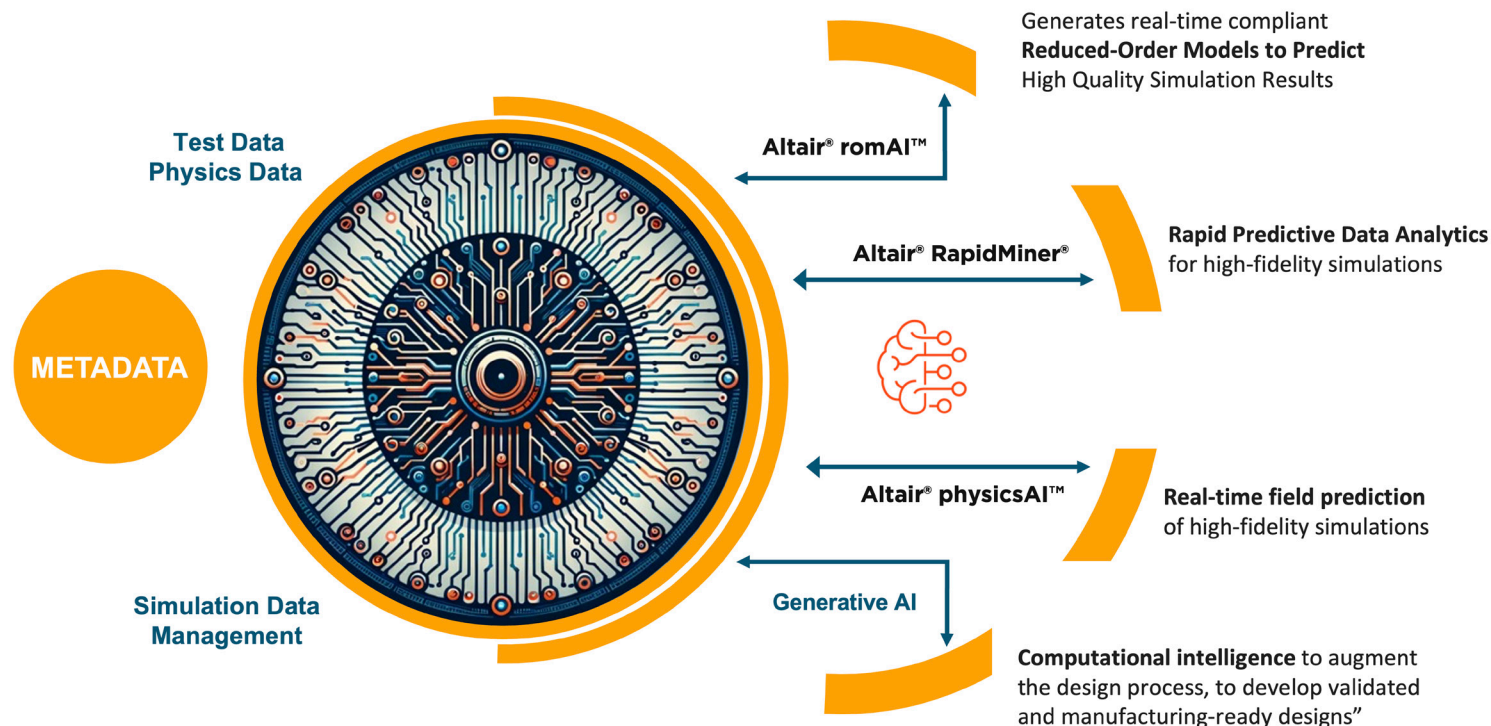 Test Data
Physics Data
METADATA
Simulation Data
Management
Altair® romAI™
Generates real-time compliant
Reduced-Order Models to Predict
High Quality Simulation Results
Altair® RapidMiner®
Rapid Predictive Data Analytics
for high-fidelity simulations
Altair® physicsAI™
Real-time field prediction
of high-fidelity simulations
Generative AI
Computational intelligence to augment
the design process, to develop validated
and manufacturing-ready designs”